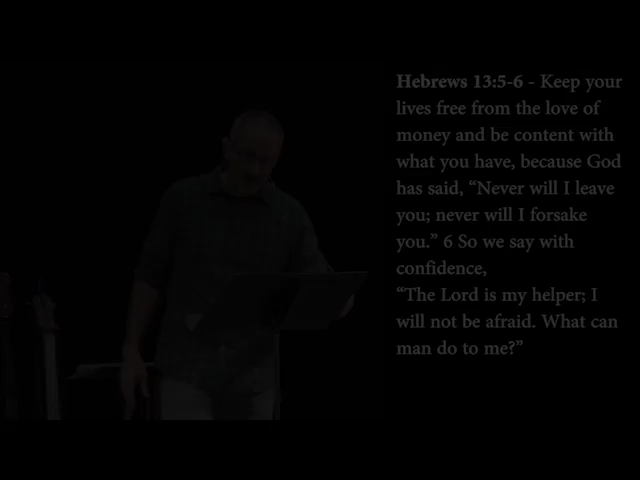 Hebrews 13:5-6 - Keep your
lives free from the love of
money and be content with
what you have, because God
has said, “Never will I leave
you; never will I forsake
you.” 6 So we say with
confidence,
“The Lord is my helper; I
will not be afraid. What can
man do to me?”